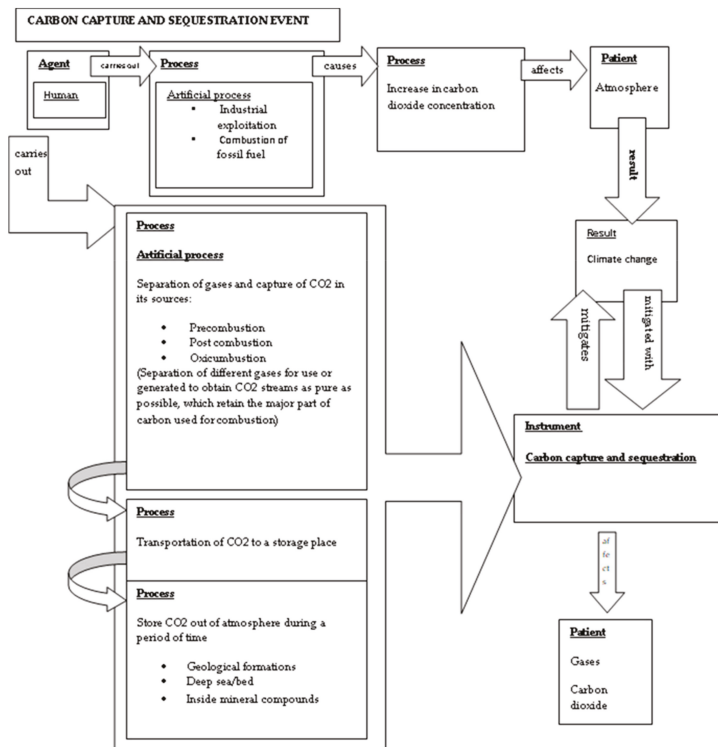 CARBON CAPTURE AND SEQUESTRATION EVENT
Agent
Human
carries out
Process
Artificial process
• Industrial
exploitation
• Combustion of
fossil fuel
causes
Process
Increase in carbon
dioxide concentration
affects
Patient
Atmosphere
result
Result
Climate change
mitigates
mitigated with
carries
out
Process
Artificial process
Separation of gases and capture of CO2 in
its sources:
• Precombustion
• Post combustion
• Oxicumbustion
(Separation of different gases for use or
generated to obtain CO2 streams as pure as
possible, which retain the major part of
carbon used for combustion)
Process
Transportation of CO2 to a storage place
Process
Store CO2 out of atmosphere during a
period of time
• Geological formations
• Deep sea/bed
• Inside mineral compounds
Instrument
Carbon capture and sequestration
af
fe
ct
s
Patient
Gases
Carbon
dioxide